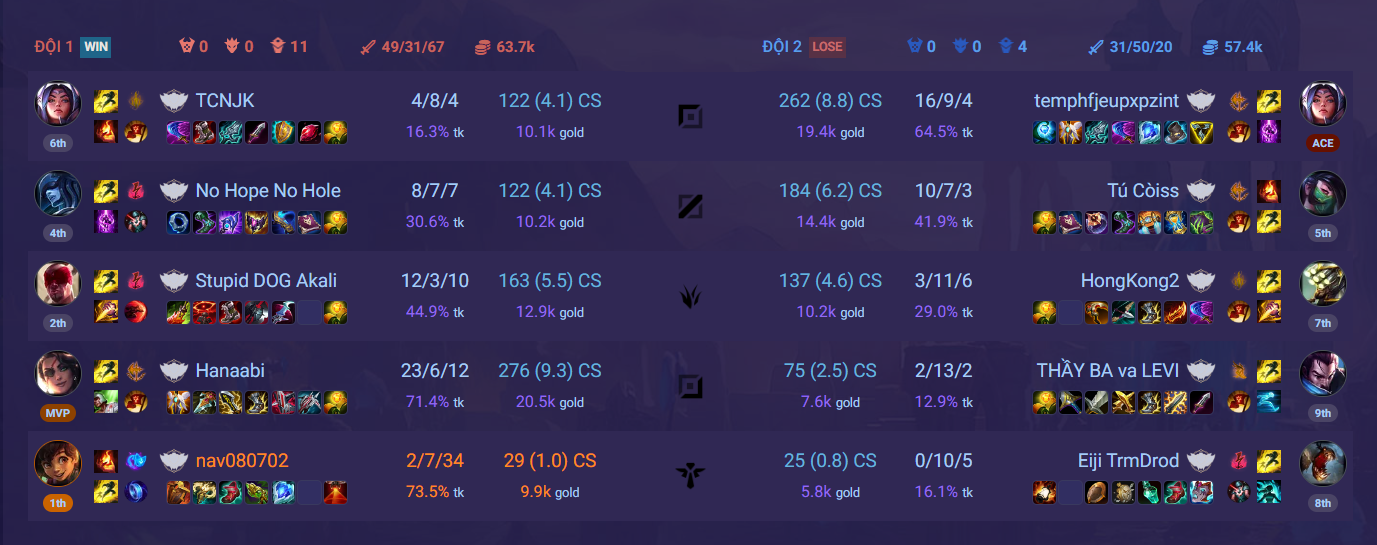 ĐỘI 1 WIN 0 0 11 49/31/67 63.7k ĐỘI 2 LOSE 0 0 4 31/50/20 57.4k
TCNJK 4/8/4 122 (4.1) CS 262 (8.8) CS 16/9/4 temphfjeupxpzint
6th 16.3% tk 10.1k gold 19.4k gold 64.5% tk ACE
No Hope No Hole 8/7/7 122 (4.1) CS 184 (6.2) CS 10/7/3 Tú Còiss
4th 30.6% tk 10.2k gold 14.4k gold 41.9% tk 5th
Stupid DOG Akali 12/3/10 163 (5.5) CS 137 (4.6) CS 3/11/6 HongKong2
2th 44.9% tk 12.9k gold 10.2k gold 29.0% tk 7th
Hanaabi 23/6/12 276 (9.3) CS 75 (2.5) CS 2/13/2 THẦY BA va LEVI
MVP 71.4% tk 20.5k gold 7.6k gold 12.9% tk 9th
nav080702 2/7/34 29 (1.0) CS 25 (0.8) CS 0/10/5 Eiji TrmDrod
1th 73.5% tk 9.9k gold 5.8k gold 16.1% tk 8th